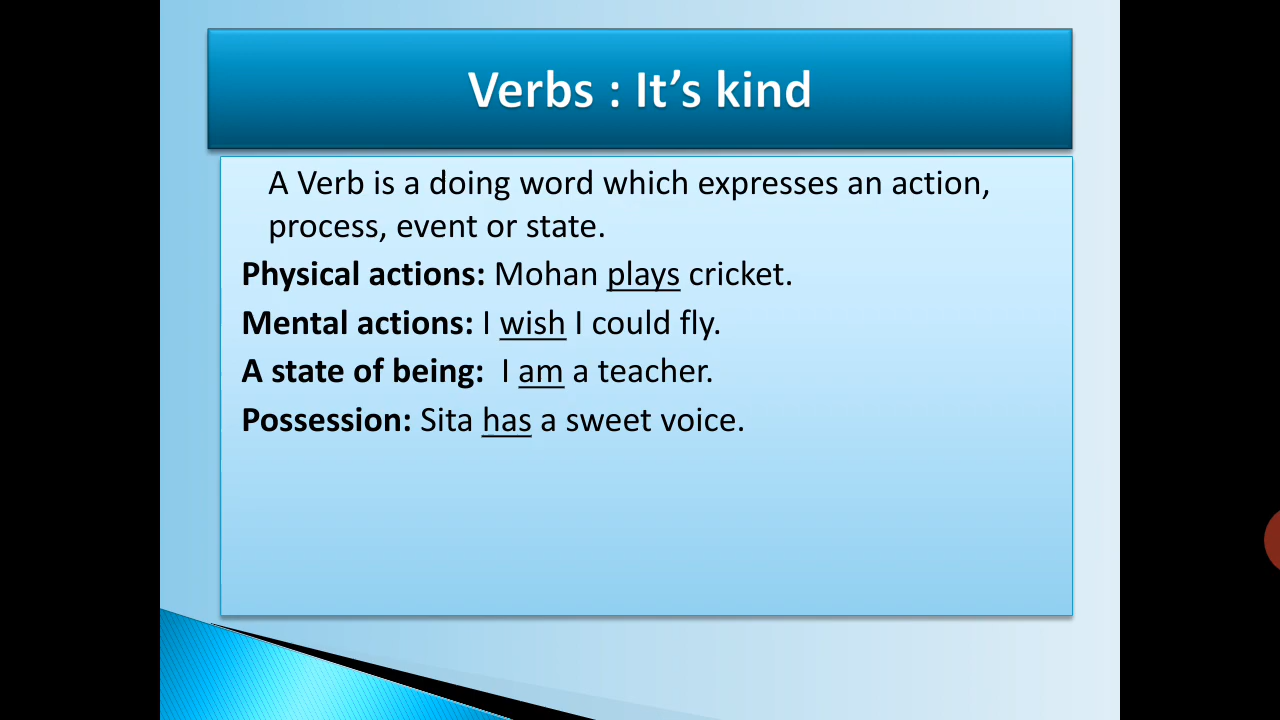 Verbs : It’s kind
A Verb is a doing word which expresses an action,
process, event or state.
Physical actions: Mohan plays cricket.
Mental actions: I wish I could fly.
A state of being:  I am a teacher.
Possession: Sita has a sweet voice.